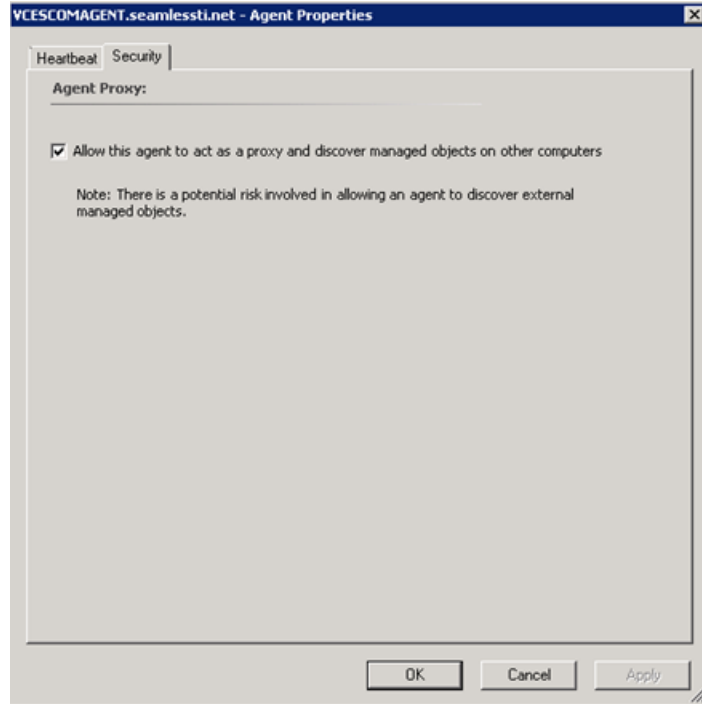 VCESCOMAGENT.seamlessti.net - Agent Properties
Heartbeat Security
Agent Proxy:
Allow this agent to act as a proxy and discover managed objects on other computers
Note: There is a potential risk involved in allowing an agent to discover external
managed objects.
OK Cancel Apply